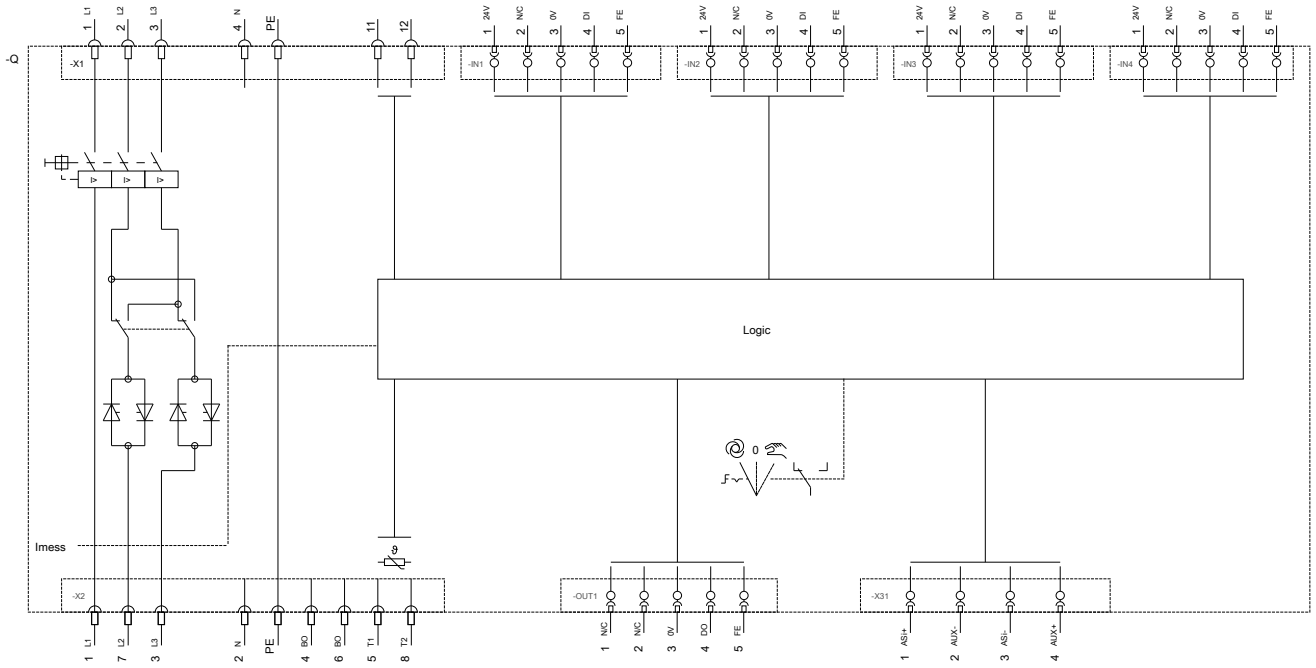 L1 L2 L3 N
1 2 3 4 PE 11 12
24V N/C 0V DI FE
1 2 3 4 5
24V N/C 0V DI FE
1 2 3 4 5
24V N/C 0V DI FE
1 2 3 4 5
24V N/C 0V DI FE
1 2 3 4 5
-Q
-X1
-IN1
-IN2
-IN3
-IN4
I> I> I>
Logic
0
Imess
ϑ
-X2
-OUT1
-X31
L1 L2 L3 N PE BO BO T1 T2
1 7 3 2 4 6 5 8
N/C N/C 0V DO FE
1 2 3 4 5
ASi+ AUX- ASi- AUX+
1 2 3 4